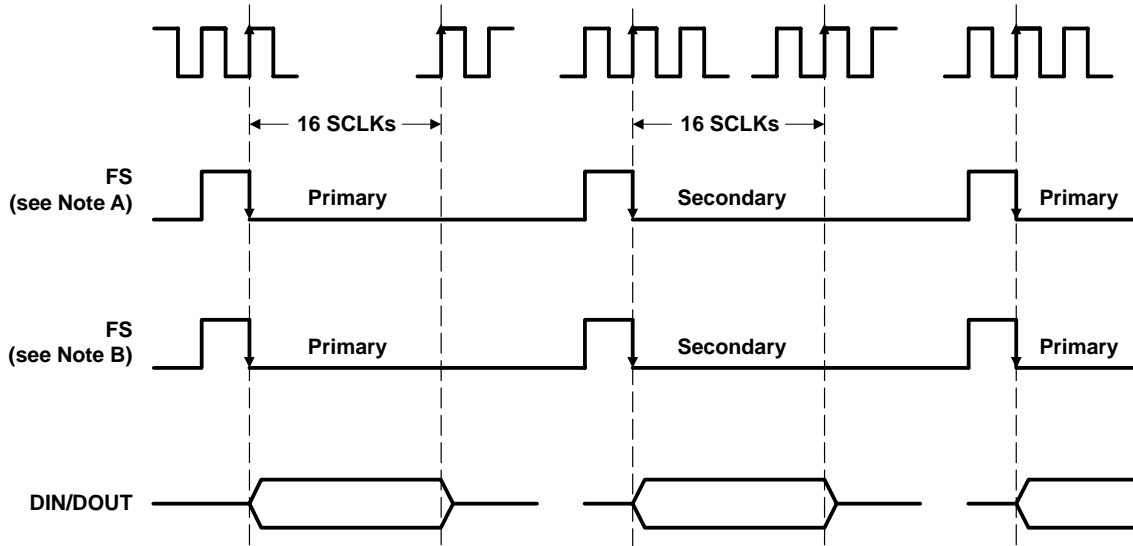 16 SCLKs
16 SCLKs
FS
(see Note A)
Primary
Secondary
Primary
FS
(see Note B)
Primary
Secondary
Primary
DIN/DOUT